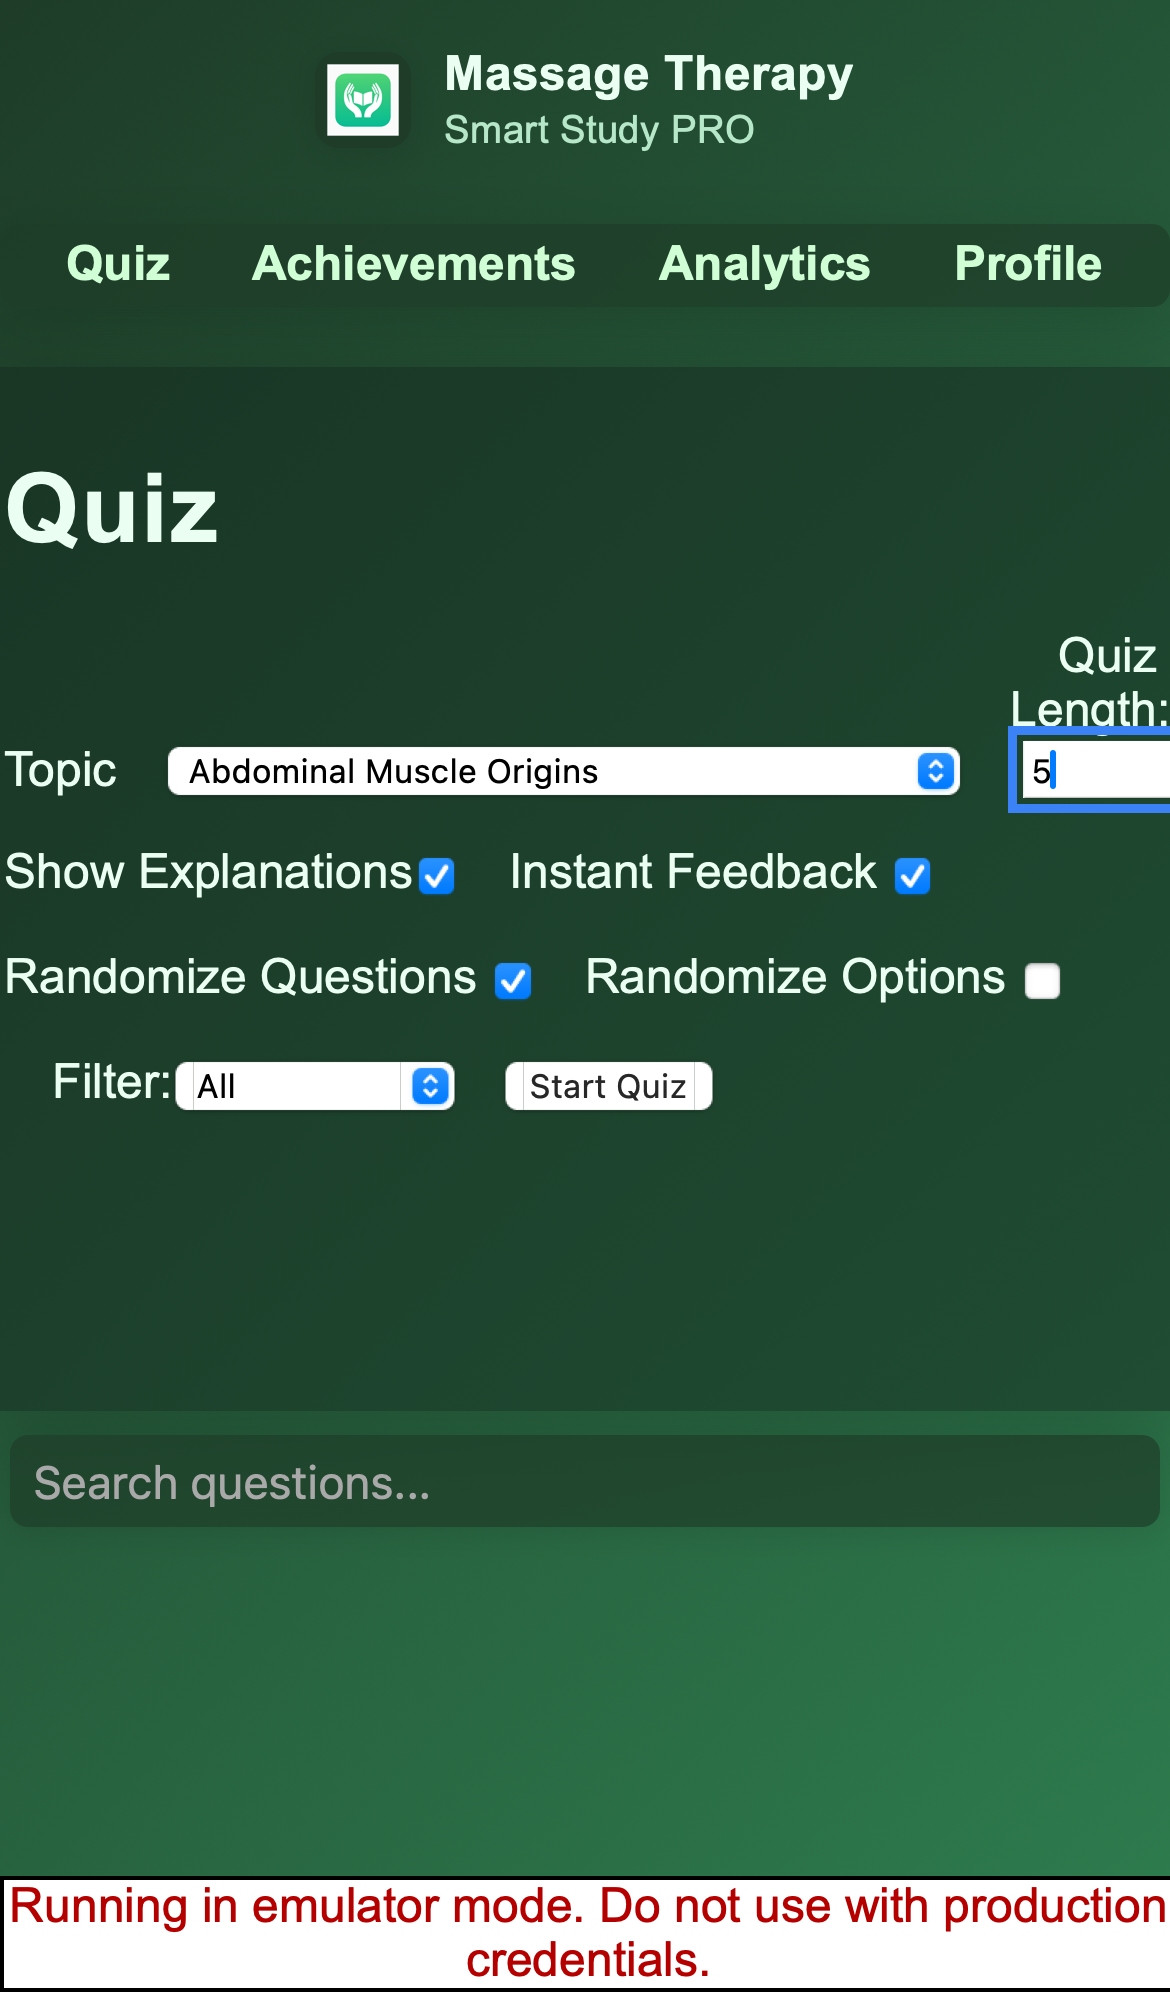 Massage Therapy
Smart Study PRO
Quiz Achievements Analytics Profile
Quiz
Quiz
Length:
Topic Abdominal Muscle Origins 5
Show Explanations Instant Feedback
Randomize Questions Randomize Options
Filter: All Start Quiz
Search questions...
Running in emulator mode. Do not use with production
credentials.